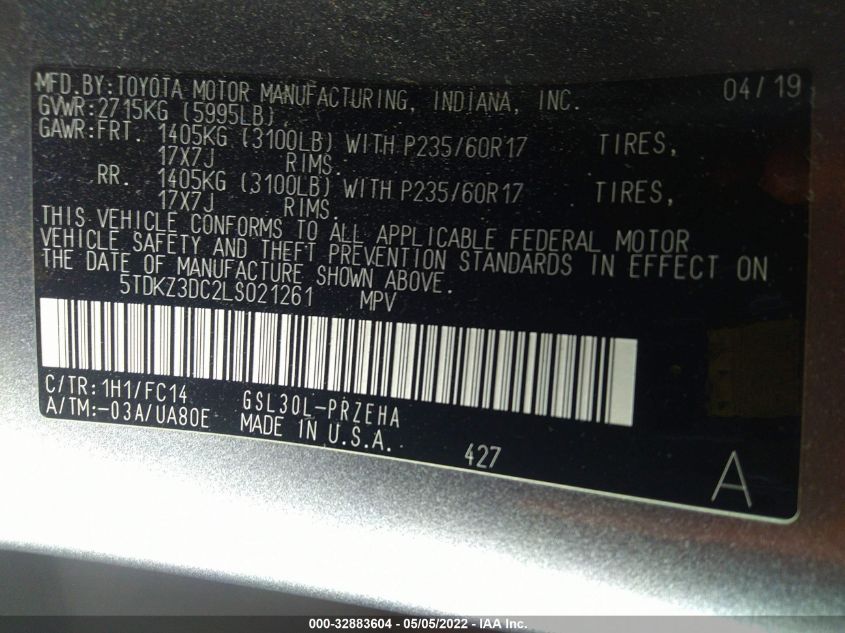 MFD.BY:TOYOTA MOTOR MANUFACTURING, INDIANA, INC. 04/19
GVWR:2715KG (5995LB)
GAWR:FRT. 1405KG (3100LB) WITH P235/60R17 TIRES,
17X7J RIMS.
RR. 1405KG (3100LB) WITH P235/60R17 TIRES,
17X7J RIMS.
THIS VEHICLE CONFORMS TO ALL APPLICABLE FEDERAL MOTOR
VEHICLE SAFETY AND THEFT PREVENTION STANDARDS IN EFFECT ON
THE DATE OF MANUFACTURE SHOWN ABOVE.
5TDKZ3DC2LS021261 MPV
C/TR:1H1/FC14 GSL30L-PRZEHA
A/TM:-03A/UA80E MADE IN U.S.A.
427 A
000-32883604 - 05/05/2022 - IAA Inc.